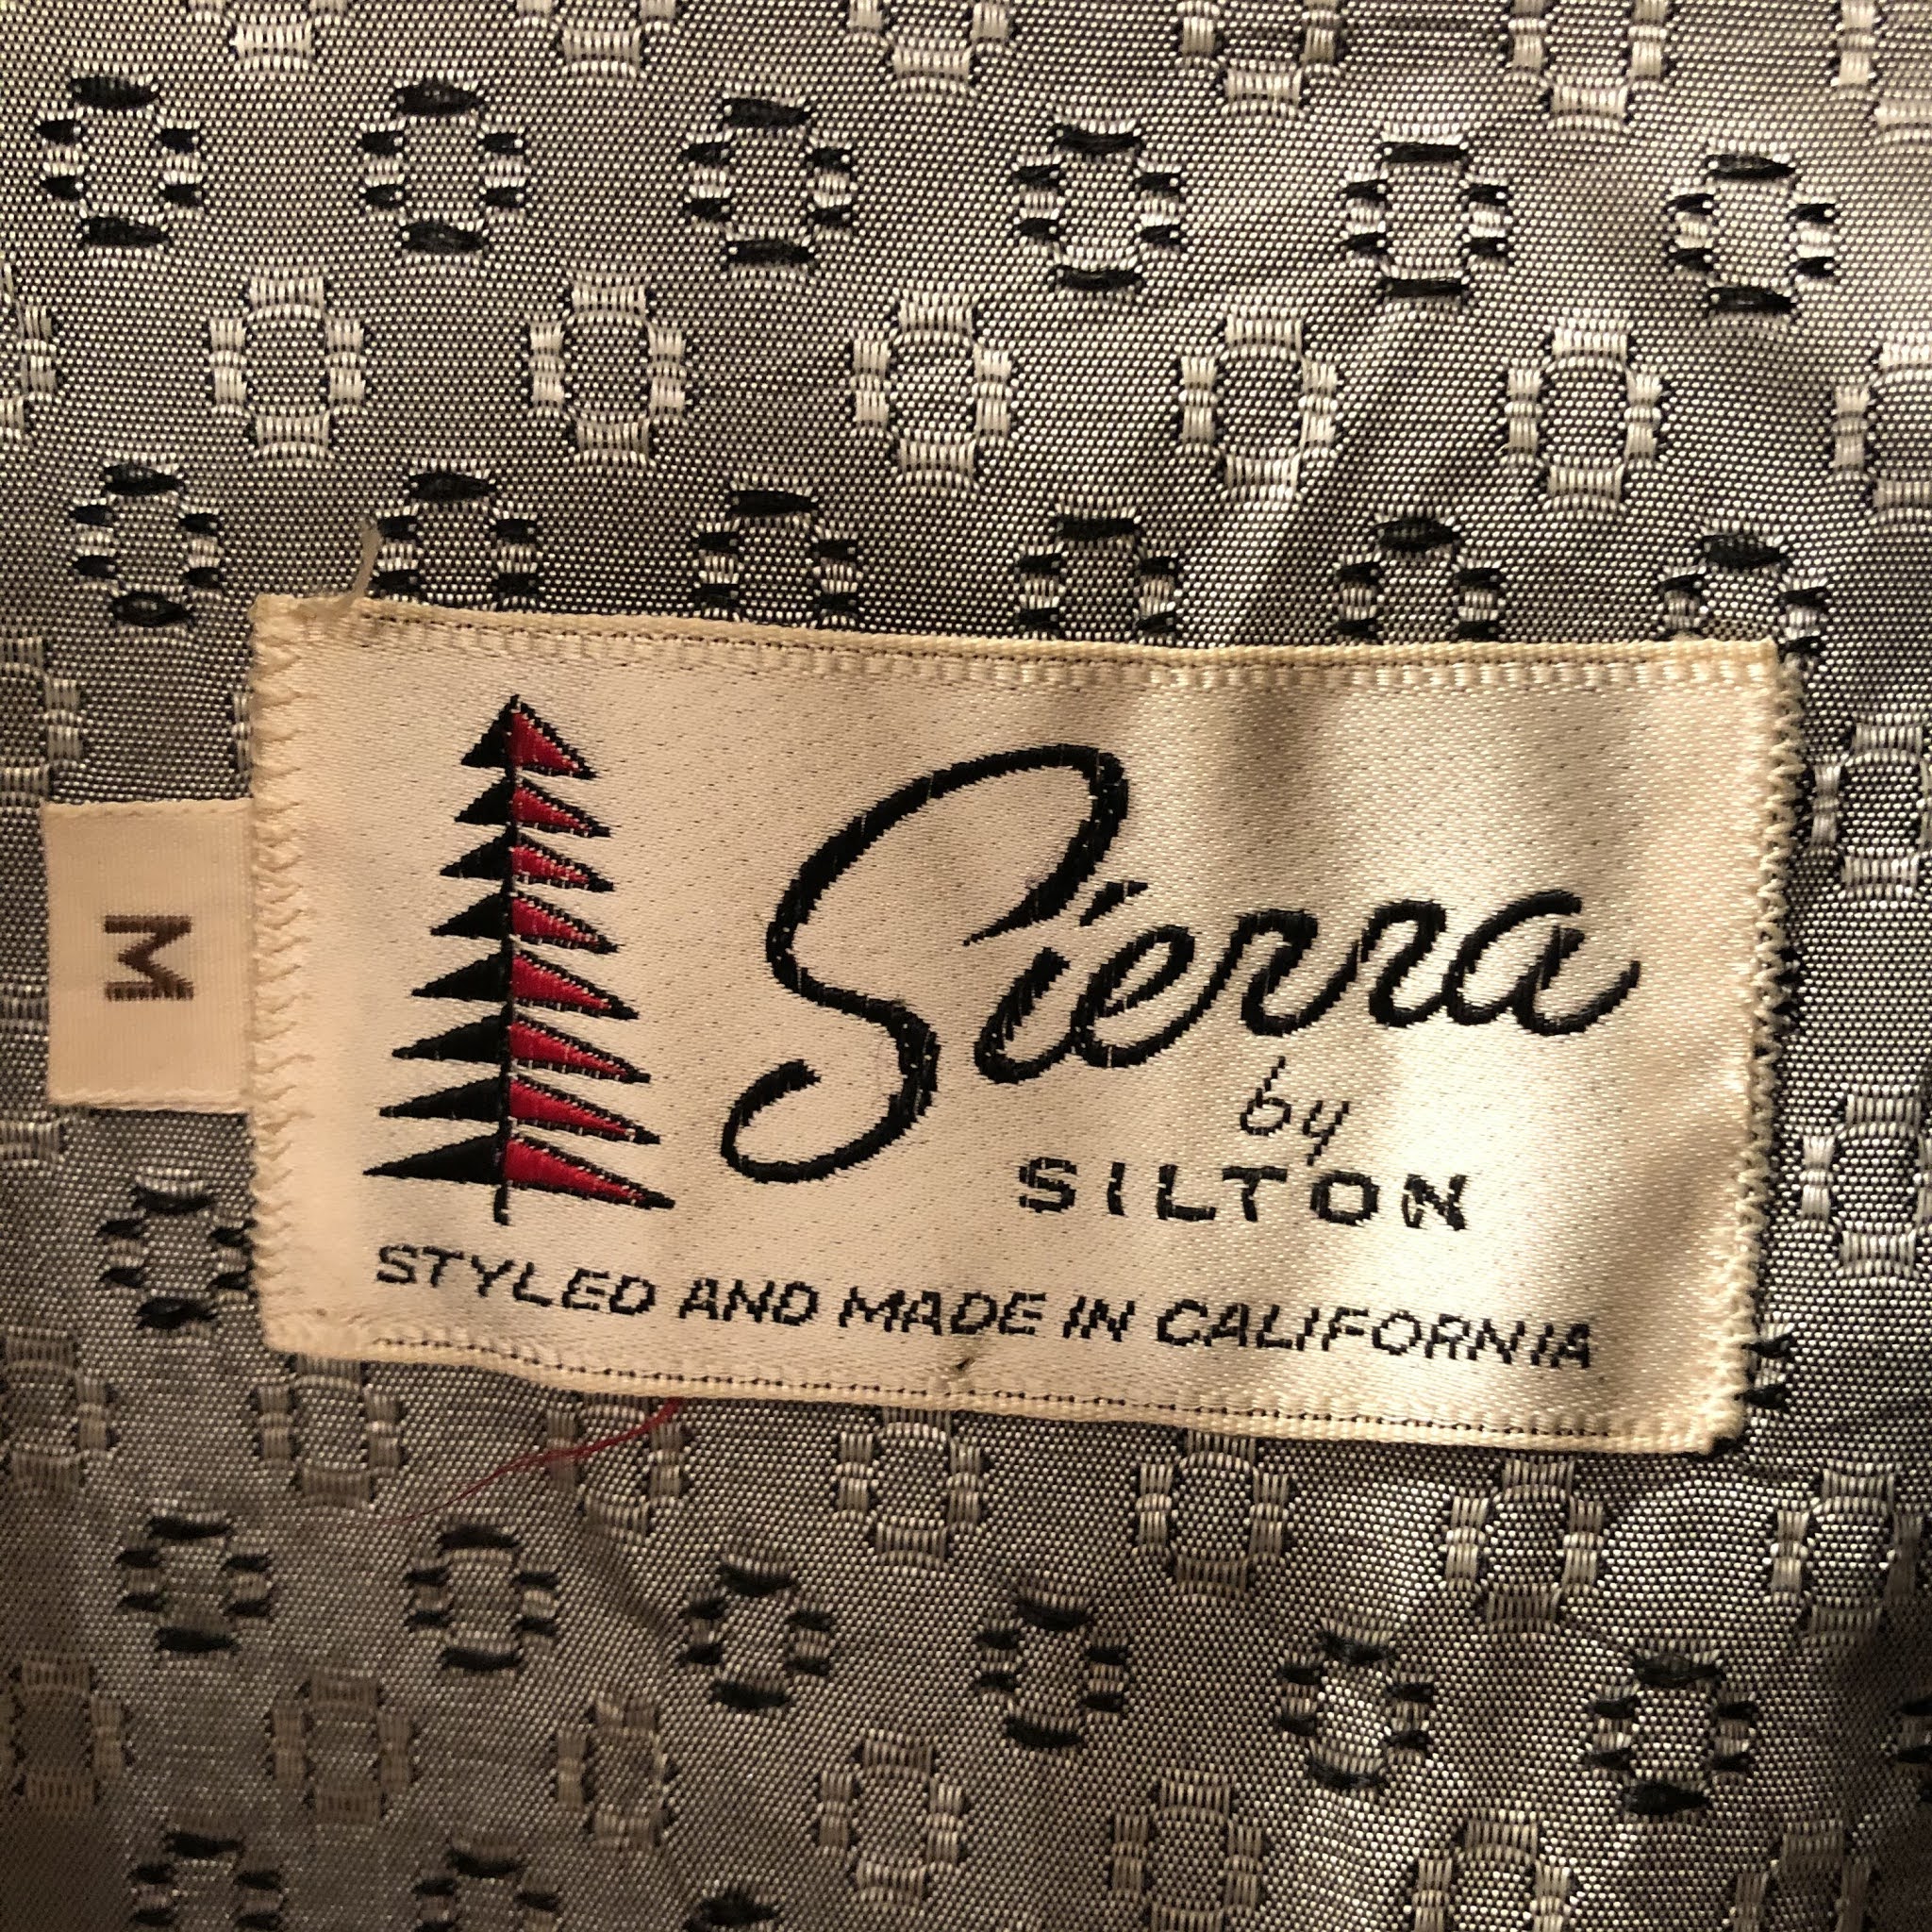 M
Sierra
by
SILTON
STYLED AND MADE IN CALIFORNIA